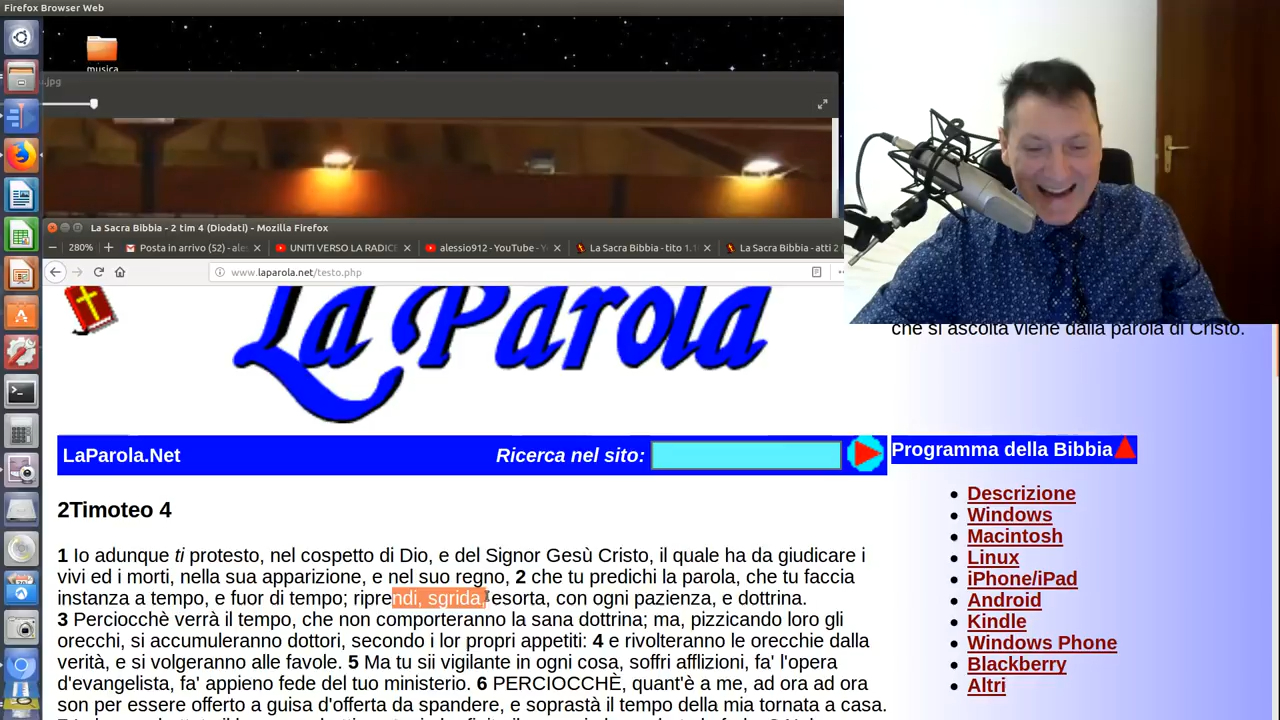 Firefox Browser Web
musica
.jpg
La Sacra Bibbia - 2 tim 4 (Diodati) - Mozilla Firefox
280%
Posta in arrivo (52) - ale
UNITI VERSO LA RADICE
alessio912 - YouTube - Yo
La Sacra Bibbia - tito 1.1
La Sacra Bibbia - atti 2
www.laparola.net/testo.php
La Parola
che si ascolta viene dalla parola di Cristo.
LaParola.Net
Ricerca nel sito:
Programma della Bibbia
Descrizione
Windows
Macintosh
Linux
iPhone/iPad
Android
Kindle
Windows Phone
Blackberry
Altri
2Timoteo 4
1 Io adunque ti protesto, nel cospetto di Dio, e del Signor Gesù Cristo, il quale ha da giudicare i
vivi ed i morti, nella sua apparizione, e nel suo regno, 2 che tu predichi la parola, che tu faccia
instanza a tempo, e fuor di tempo; riprendi, sgrida, esorta, con ogni pazienza, e dottrina.
3 Perciocchè verrà il tempo, che non comporteranno la sana dottrina; ma, pizzicando loro gli
orecchi, si accumuleranno dottori, secondo i lor propri appetiti: 4 e rivolteranno le orecchie dalla
verità, e si volgeranno alle favole. 5 Ma tu sii vigilante in ogni cosa, soffri afflizioni, fa' l'opera
d'evangelista, fa' appieno fede del tuo ministerio. 6 PERCIOCCHÈ, quant'è a me, ad ora ad ora
son per essere offerto a guisa d'offerta da spandere, e soprastà il tempo della mia tornata a casa.